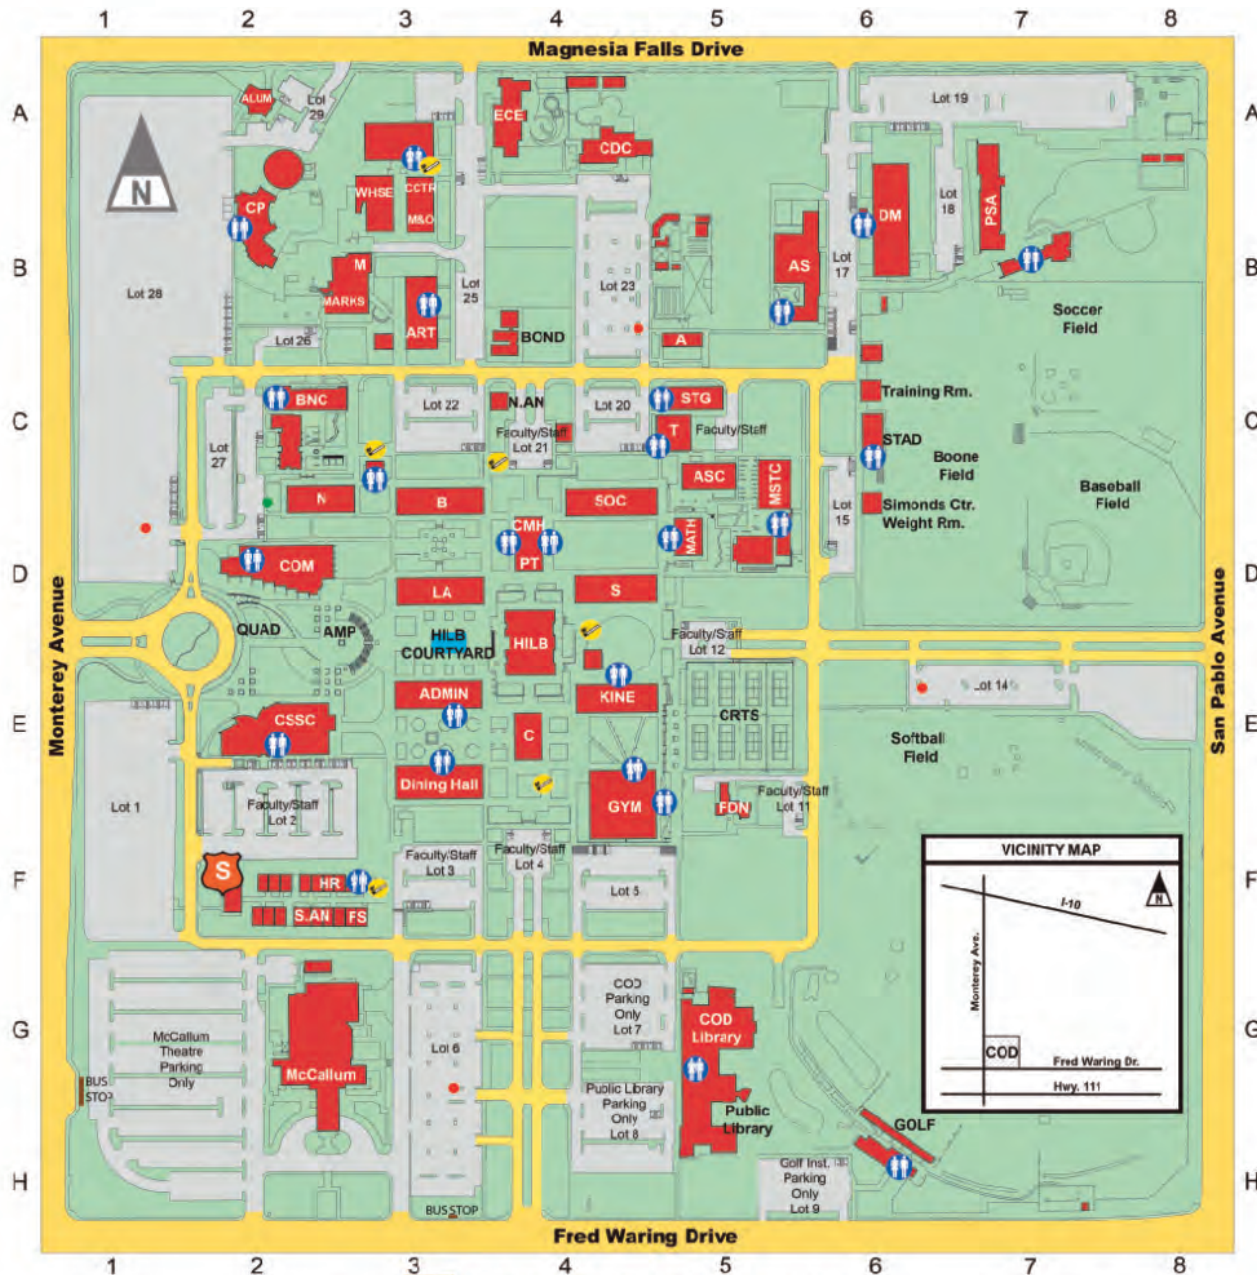 1 2 3 4 5 6 7 8
Magnesia Falls Drive
A
A
ALUM
Lot
29
ECE
CDC
Lot 19
N
CP
WHSE
CCTR
M&O
DM
Lot
18
PSA
B
B
Lot 28
M
MARKS
ART
Lot
25
Lot
23
AS
Lot
17
Lot 26
BOND
A
Soccer
Field
BNC
Lot 22
N.AN
Faculty/Staff
Lot 21
Lot 20
STG
T
Faculty/Staff
Training Rm.
C
C
Lot
27
STAD
Boone
Field
ASC
MSTC
N
B
SOC
Lot
15
Simonds Ctr.
Weight Rm.
Baseball
Field
CMH
PT
MATH
D
D
COM
LA
S
Monterey Avenue
San Pablo Avenue
QUAD
AMP
HILB
COURTYARD
HILB
Faculty/Staff
Lot 12
ADMIN
KINE
Lot 14
E
E
CSSC
C
CRTS
Softball
Field
Lot 1
Faculty/Staff
Lot 2
Dining Hall
GYM
FDN
Faculty/Staff
Lot 11
Faculty/Staff
Lot 3
Faculty/Staff
Lot 4
Lot 5
F
F
S
HR
S.AN
FS
VICINITY MAP
N
I-10
Monterey Ave.
COD
Fred Waring Dr.
Hwy. 111
G
G
McCallum
Theatre
Parking
Only
McCallum
Lot 6
COD
Parking
Only
Lot 7
COD
Library
BUS
STOP
Public Library
Parking
Only
Lot 8
Public
Library
GOLF
H
H
Golf Inst.
Parking
Only
Lot 9
BUS STOP
Fred Waring Drive
1 2 3 4 5 6 7 8